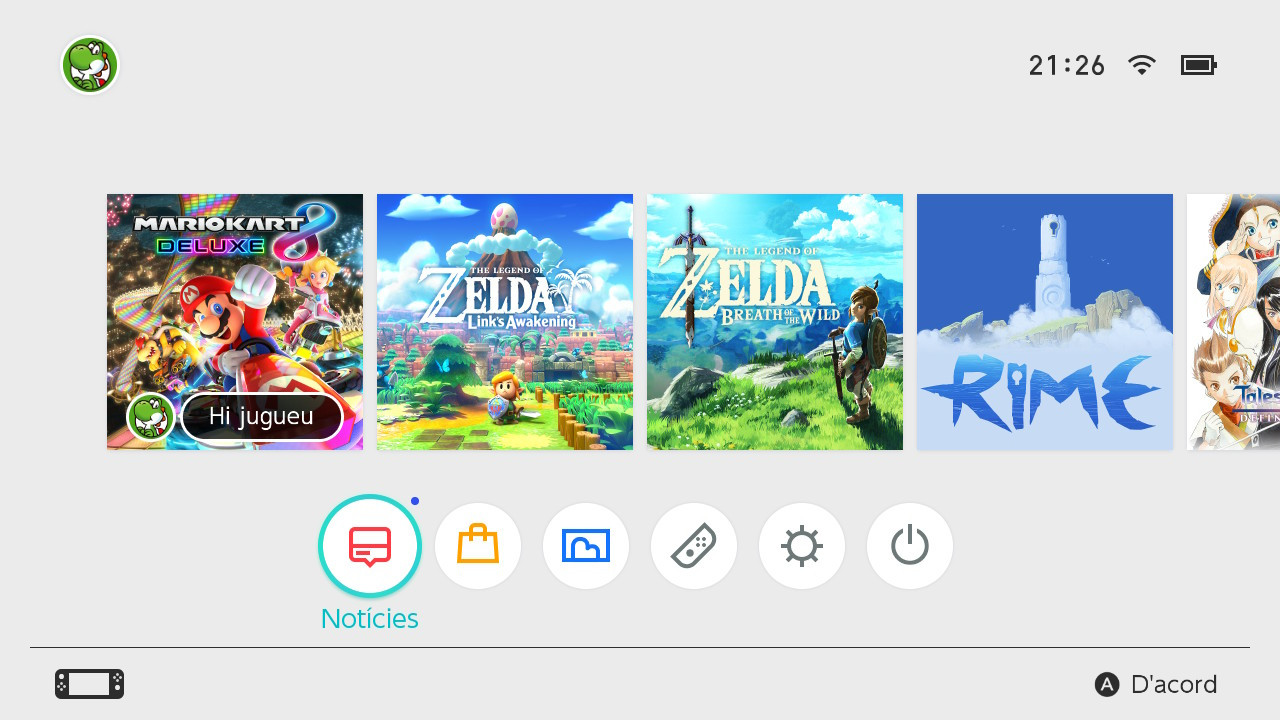 21:26
MARIOKART 8
DELUXE
Hi jugueu
THE LEGEND OF
ZELDA
Link's Awakening
THE LEGEND OF
ZELDA
BREATH OF THE WILD
RIME
Tales
Notícies
A D'acord